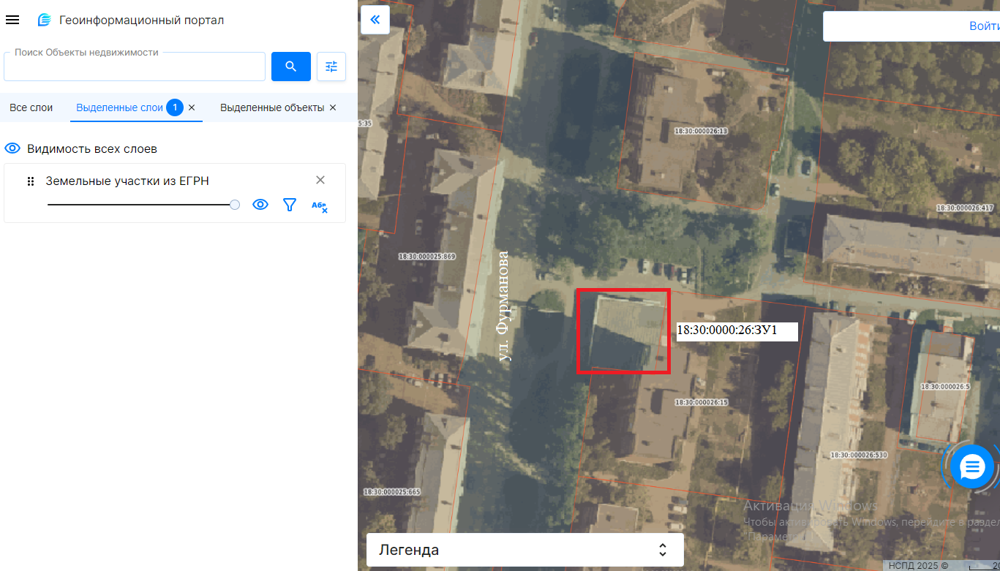 Геоинформационный портал
Войти
Поиск Объекты недвижимости
Все слои
Выделенные слои 1
Выделенные объекты
Видимость всех слоев
Земельные участки из ЕГРН
Абр
5:35
18:30:000026:13
18:30:000026:417
18:30:000025:869
ул. Фурманова
18:30:0000:26:ЗУ1
18:30:000026:5
18:30:000026:15
18:30:000026:530
18:30:000025:665
Активация Windows
Чтобы активировать Windows, перейдите в раздел
"Параметры
Легенда
НСПД 2025 ©
2